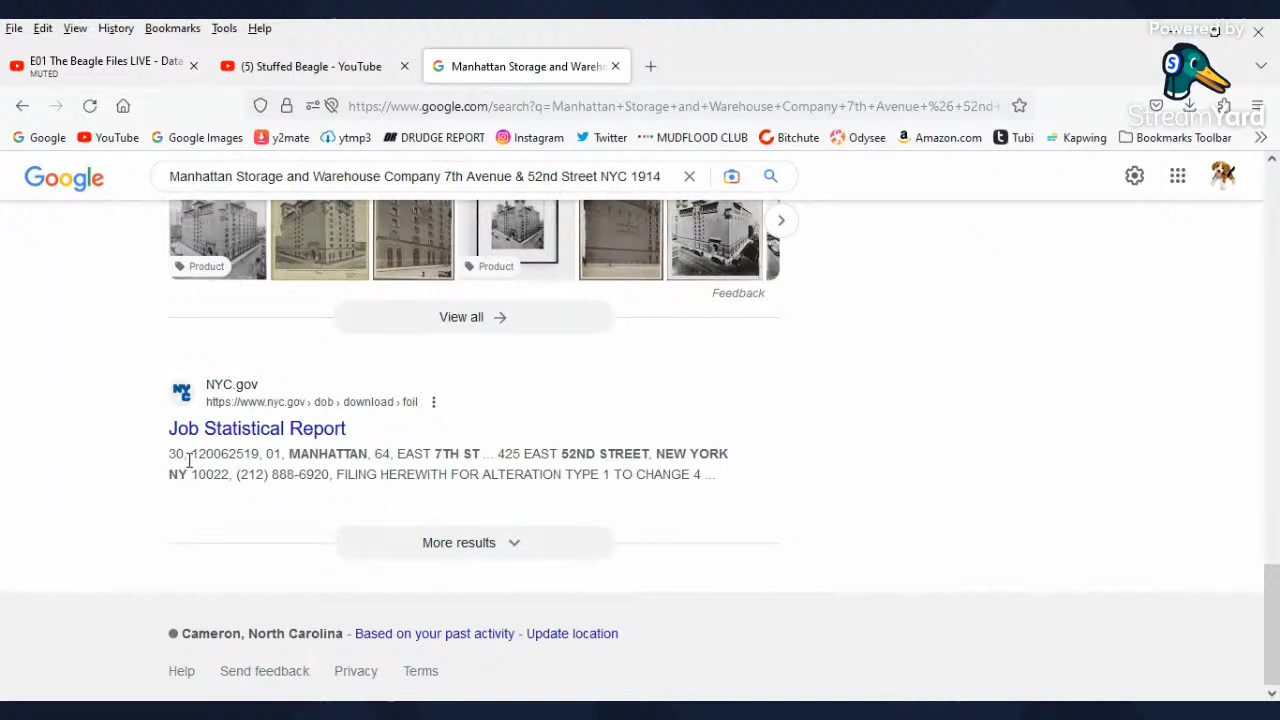 File Edit View History Bookmarks Tools Help
Powered by
E01 The Beagle Files LIVE - Data
MUTED
(5) Stuffed Beagle - YouTube
Manhattan Storage and Wareho
https://www.google.com/search?q=Manhattan+Storage+and+Warehouse+Company+7th+Avenue+%26+52nd+
StreamYard
Google YouTube Google Images y2mate ytmp3 DRUDGE REPORT Instagram Twitter MUDFLOOD CLUB Bitchute Odysee Amazon.com Tubi Kapwing Bookmarks Toolbar
Google
Manhattan Storage and Warehouse Company 7th Avenue & 52nd Street NYC 1914
Product
Product
Feedback
View all
NYC
NYC.gov
https://www.nyc.gov › dob › download › foil
Job Statistical Report
30, 120062519, 01, MANHATTAN, 64, EAST 7TH ST ... 425 EAST 52ND STREET, NEW YORK
NY 10022, (212) 888-6920, FILING HEREWITH FOR ALTERATION TYPE 1 TO CHANGE 4 ...
More results
Cameron, North Carolina - Based on your past activity - Update location
Help Send feedback Privacy Terms